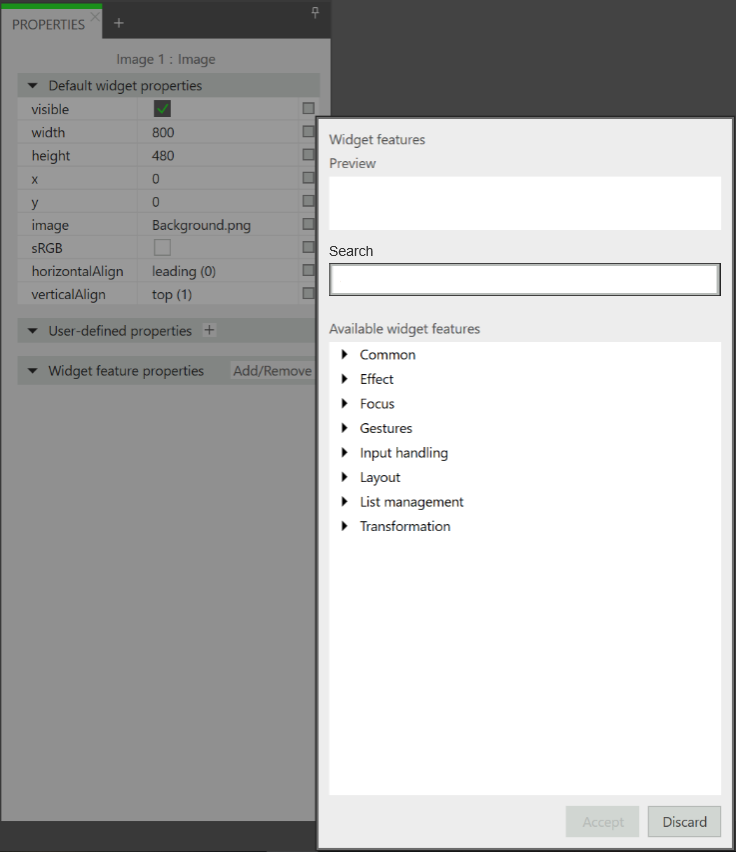 PROPERTIES
Image 1 : Image
Default widget properties
visible
width 800
height 480
x 0
y 0
image Background.png
sRGB
horizontalAlign leading (0)
verticalAlign top (1)
User-defined properties +
Widget feature properties Add/Remove
Widget features
Preview
Search
Available widget features
Common
Effect
Focus
Gestures
Input handling
Layout
List management
Transformation
Accept Discard